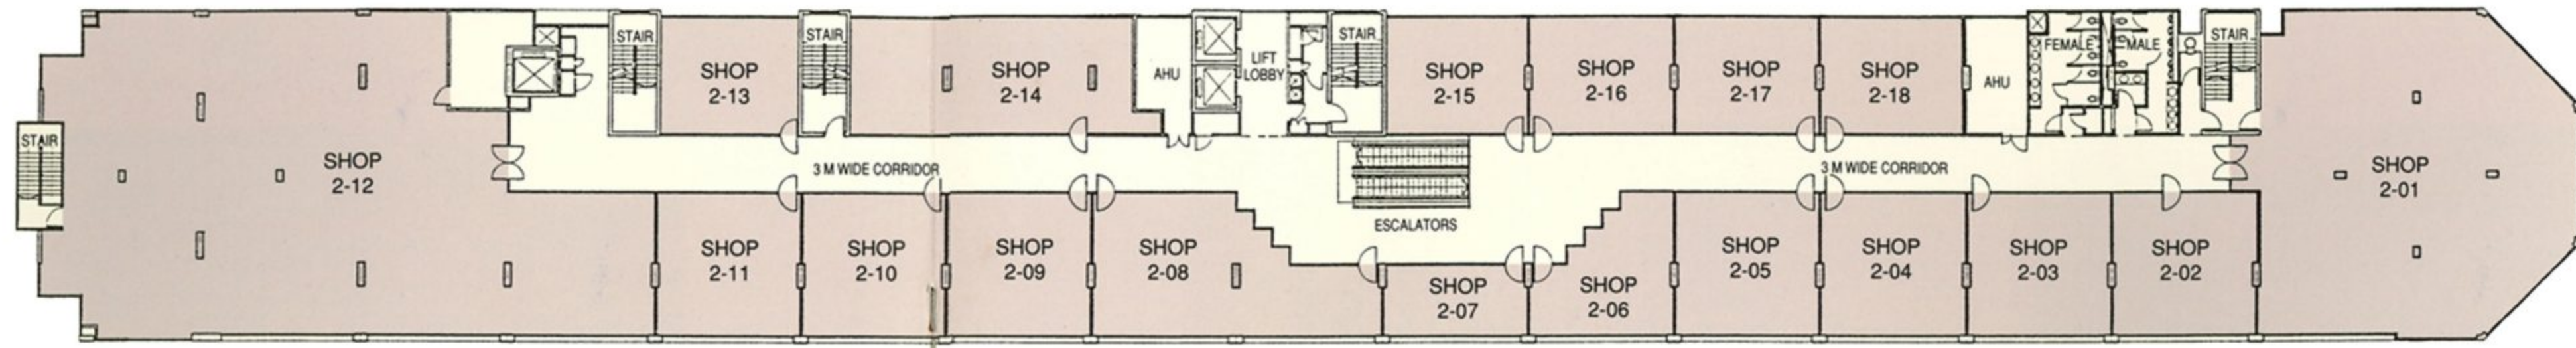 STAIR
SHOP
2-12
STAIR
SHOP
2-13
STAIR
SHOP
2-14
AHU
LIFT
LOBBY
STAIR
SHOP
2-15
SHOP
2-16
SHOP
2-17
SHOP
2-18
AHU
FEMALE
MALE
STAIR
3 M WIDE CORRIDOR
ESCALATORS
3 M WIDE CORRIDOR
SHOP
2-01
SHOP
2-11
SHOP
2-10
SHOP
2-09
SHOP
2-08
SHOP
2-07
SHOP
2-06
SHOP
2-05
SHOP
2-04
SHOP
2-03
SHOP
2-02